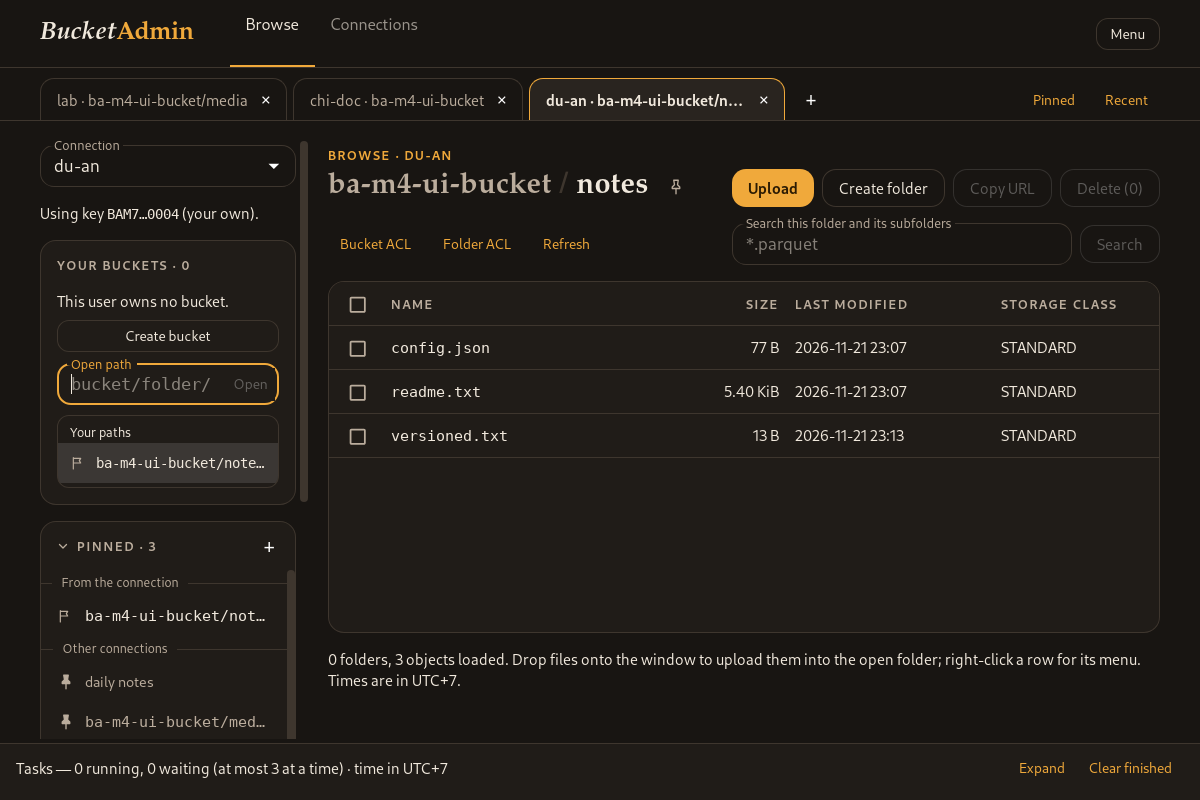 BucketAdmin
Browse
Connections
Menu
lab · ba-m4-ui-bucket/media ×
chi-doc · ba-m4-ui-bucket ×
du-an · ba-m4-ui-bucket/n... ×
+
Pinned
Recent
Connection
du-an
Using key BAM7…0004 (your own).
YOUR BUCKETS · 0
This user owns no bucket.
Create bucket
Open path
bucket/folder/
Open
Your paths
ba-m4-ui-bucket/note…
PINNED · 3
+
From the connection
ba-m4-ui-bucket/not…
Other connections
daily notes
ba-m4-ui-bucket/med…
BROWSE · DU-AN
ba-m4-ui-bucket / notes
Upload
Create folder
Copy URL
Delete (0)
Bucket ACL
Folder ACL
Refresh
Search this folder and its subfolders
*.parquet
Search
NAME SIZE LAST MODIFIED STORAGE CLASS
config.json 77 B 2026-11-21 23:07 STANDARD
readme.txt 5.40 KiB 2026-11-21 23:07 STANDARD
versioned.txt 13 B 2026-11-21 23:13 STANDARD
0 folders, 3 objects loaded. Drop files onto the window to upload them into the open folder; right-click a row for its menu.
Times are in UTC+7.
Tasks — 0 running, 0 waiting (at most 3 at a time) · time in UTC+7
Expand
Clear finished